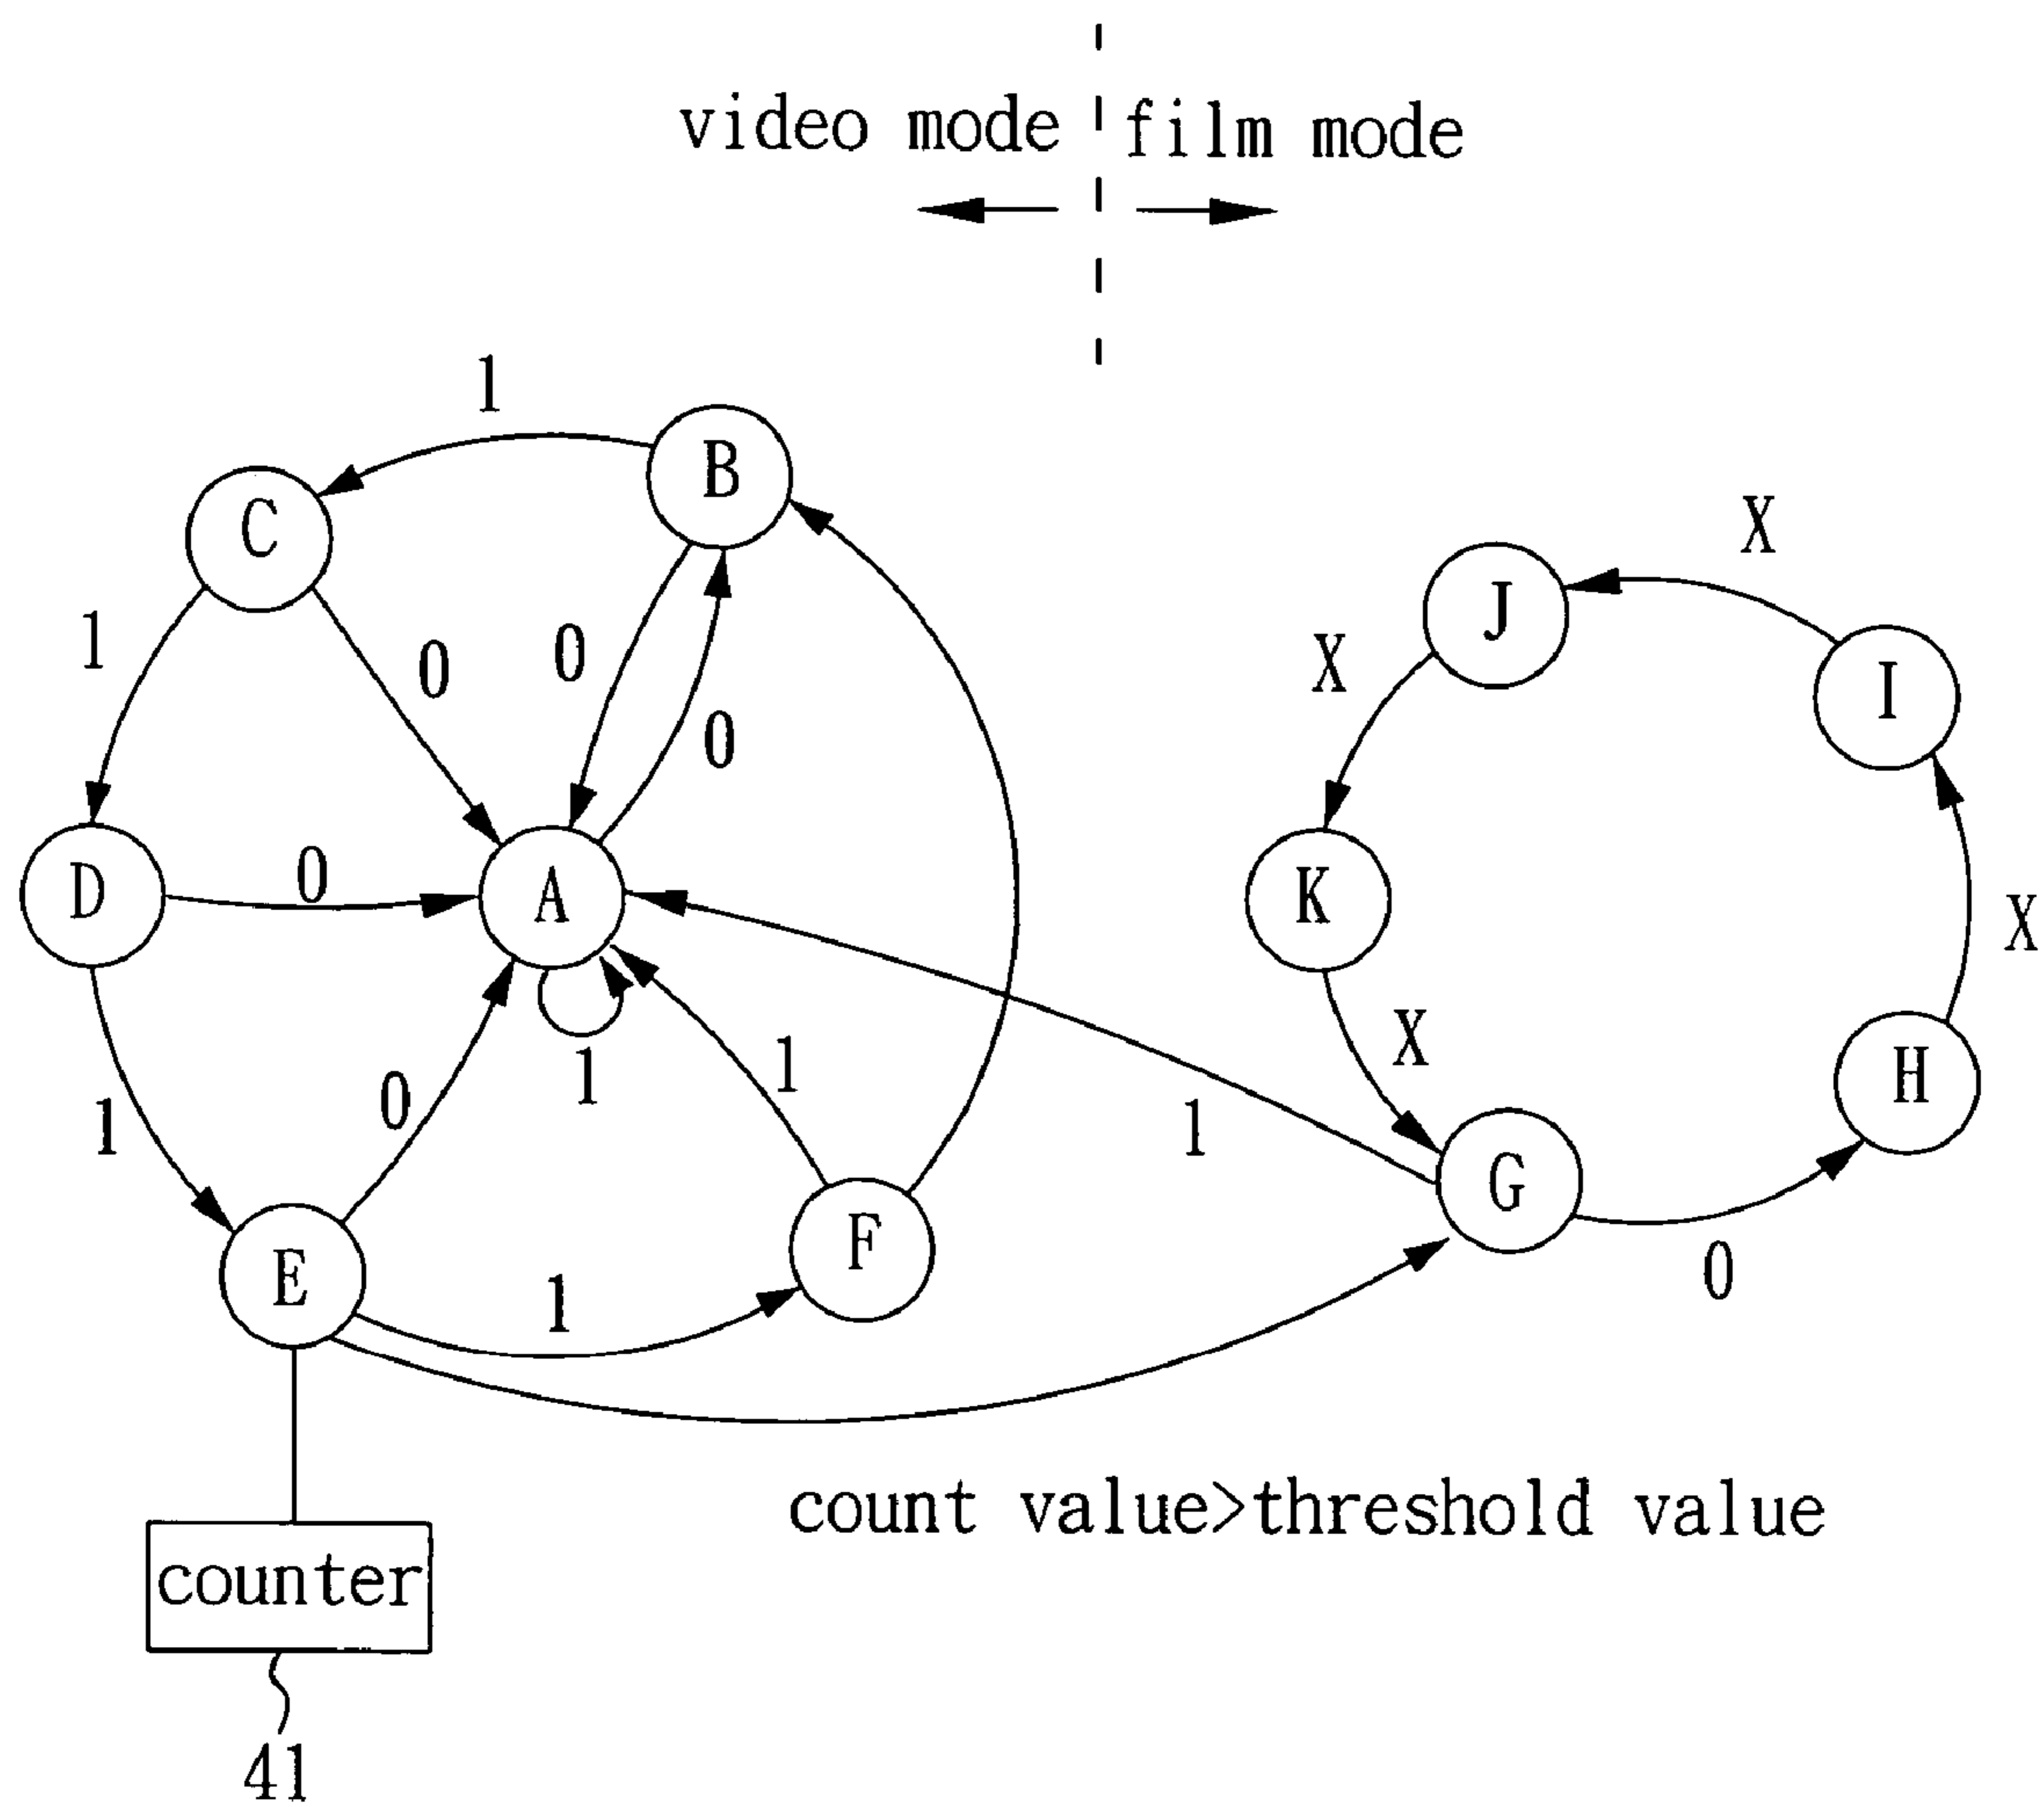 video mode
film mode
1
B
C
X
J
1
X
I
0
0
0
D
0
A
K
X
X
H
1
0
1
1
1
G
E
F
1
0
count value>threshold value
counter
41